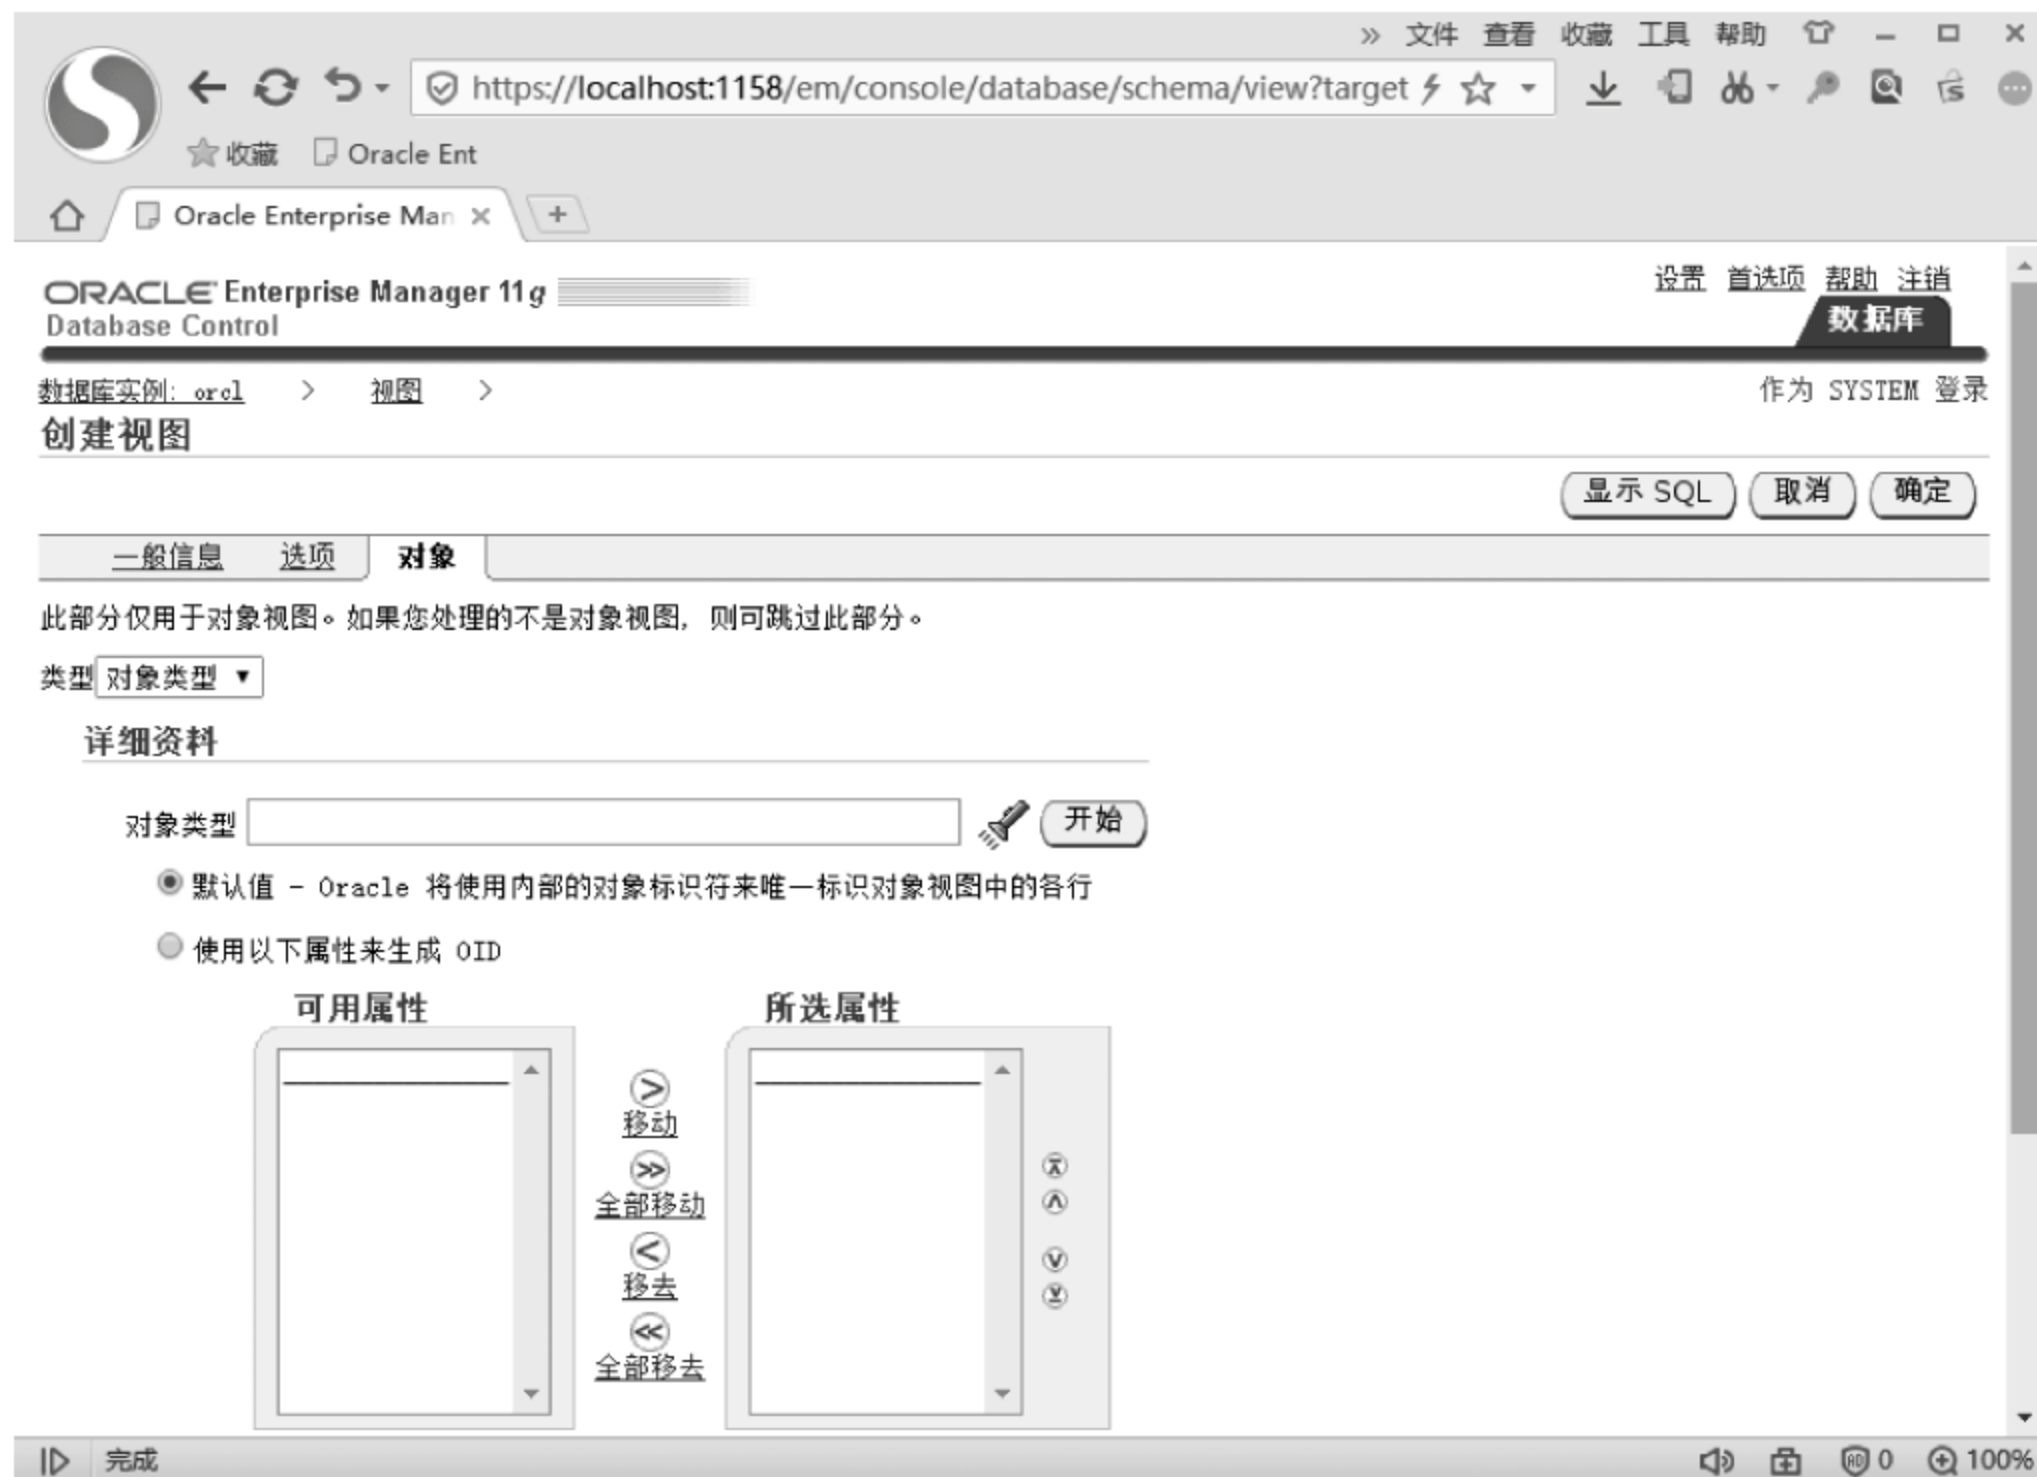 » 文件 查看 收藏 工具 帮助
https://localhost:1158/em/console/database/schema/view?target
收藏 Oracle Ent
Oracle Enterprise Man
ORACLE Enterprise Manager 11g
Database Control
设置 首选项 帮助 注销
数据库
数据库实例: orcl > 视图 >
作为 SYSTEM 登录
创建视图
显示 SQL 取消 确定
一般信息 选项 对象
此部分仅用于对象视图。如果您处理的不是对象视图, 则可跳过此部分。
类型 对象类型
详细资料
对象类型 开始
默认值 - Oracle 将使用内部的对象标识符来唯一标识对象视图中的各行
使用以下属性来生成 OID
可用属性 所选属性
移动
全部移动
移去
全部移去
完成 0 100%